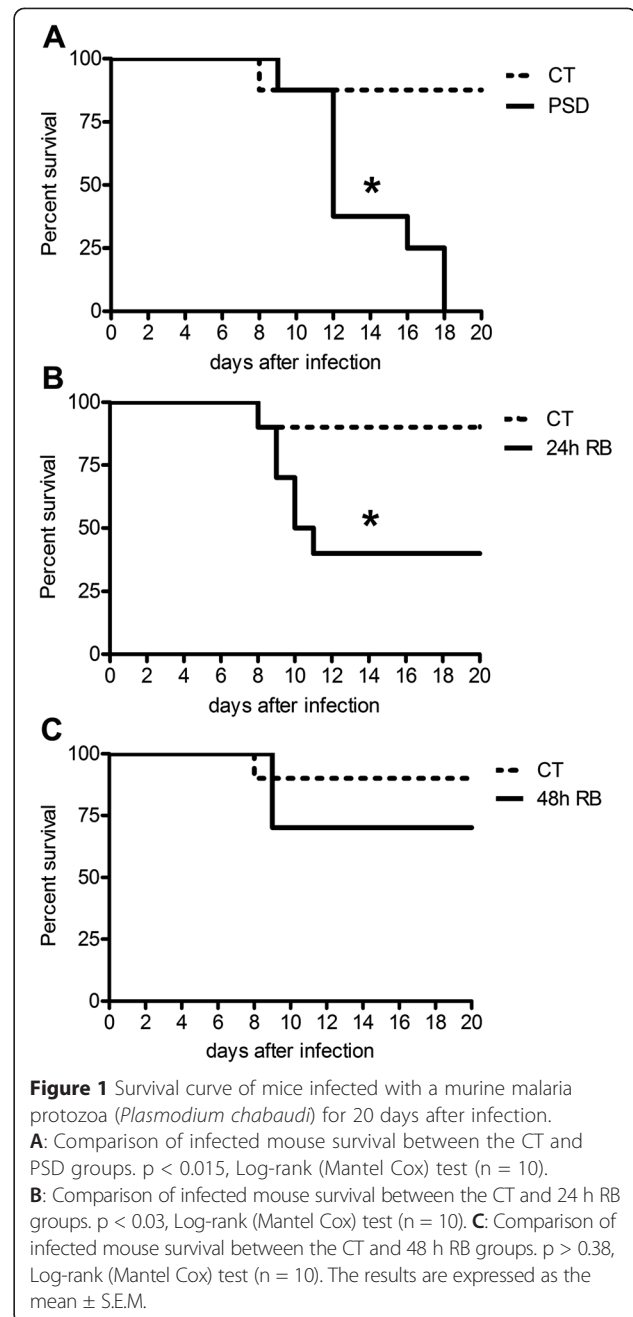 A
100
75
50
25
0
Percent survival
CT
PSD
*
0 2 4 6 8 10 12 14 16 18 20
days after infection
B
100
75
50
25
0
Percent survival
CT
24h RB
*
0 2 4 6 8 10 12 14 16 18 20
days after infection
C
100
75
50
25
0
Percent survival
CT
48h RB
0 2 4 6 8 10 12 14 16 18 20
days after infection
Figure 1 Survival curve of mice infected with a murine malaria
protozoa (Plasmodium chabaudi) for 20 days after infection.
A: Comparison of infected mouse survival between the CT and
PSD groups. p < 0.015, Log-rank (Mantel Cox) test (n = 10).
B: Comparison of infected mouse survival between the CT and 24 h RB
groups. p < 0.03, Log-rank (Mantel Cox) test (n = 10). C: Comparison of
infected mouse survival between the CT and 48 h RB groups. p > 0.38,
Log-rank (Mantel Cox) test (n = 10). The results are expressed as the
mean ± S.E.M.